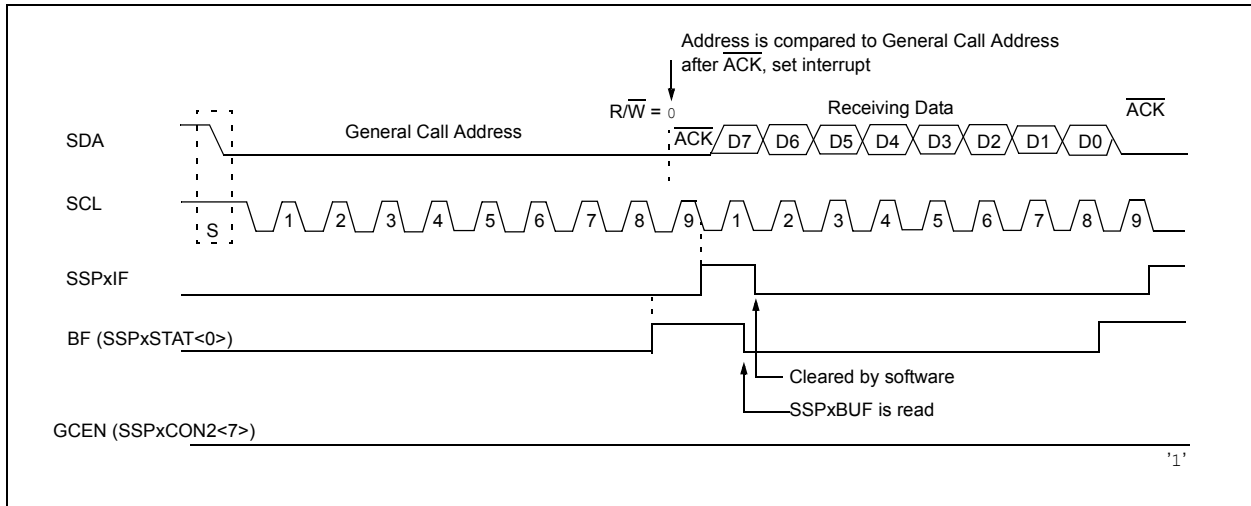 Address is compared to General Call Address
after ACK, set interrupt
R/W = 0
Receiving Data
ACK
SDA
General Call Address
ACK D7 D6 D5 D4 D3 D2 D1 D0
SCL
S
1 2 3 4 5 6 7 8 9 1 2 3 4 5 6 7 8 9
SSPxIF
BF (SSPxSTAT<0>)
Cleared by software
SSPxBUF is read
GCEN (SSPxCON2<7>)
'1'